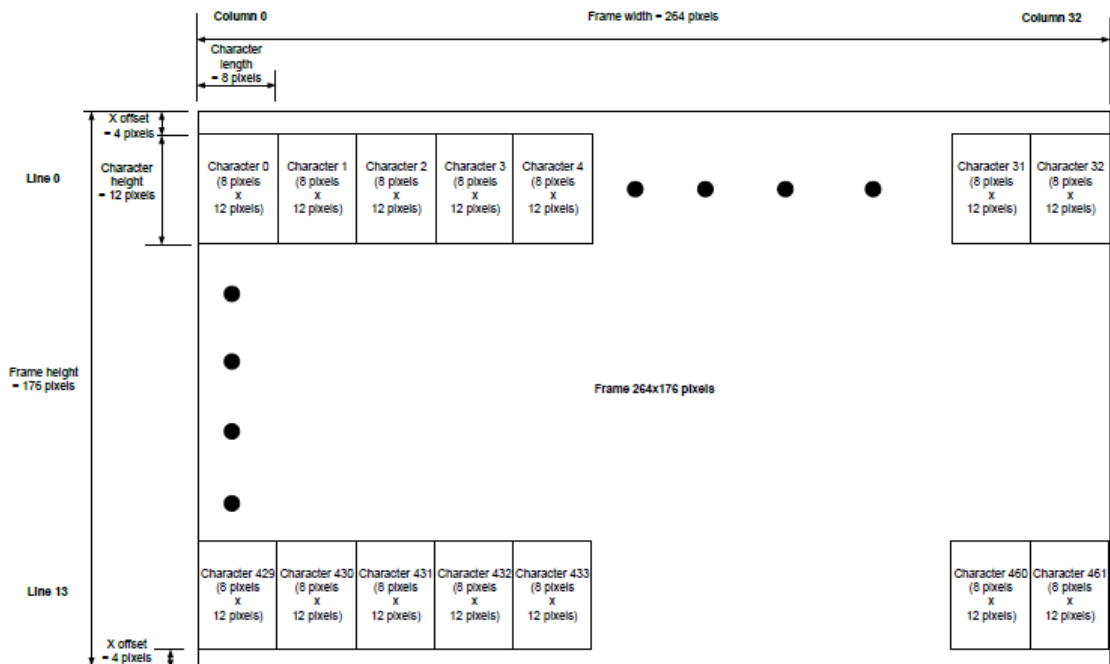 Column 0
Frame width = 264 pixels
Column 32
Character
length
= 8 pixels
X offset
= 4 pixels
Line 0
Character
height
= 12 pixels
Character 0
(8 pixels
x
12 pixels)
Character 1
(8 pixels
x
12 pixels)
Character 2
(8 pixels
x
12 pixels)
Character 3
(8 pixels
x
12 pixels)
Character 4
(8 pixels
x
12 pixels)
Character 31
(8 pixels
x
12 pixels)
Character 32
(8 pixels
x
12 pixels)
Frame height
= 176 pixels
Frame 264x176 pixels
Line 13
Character 429
(8 pixels
x
12 pixels)
Character 430
(8 pixels
x
12 pixels)
Character 431
(8 pixels
x
12 pixels)
Character 432
(8 pixels
x
12 pixels)
Character 433
(8 pixels
x
12 pixels)
Character 460
(8 pixels
x
12 pixels)
Character 461
(8 pixels
x
12 pixels)
X offset
= 4 pixels